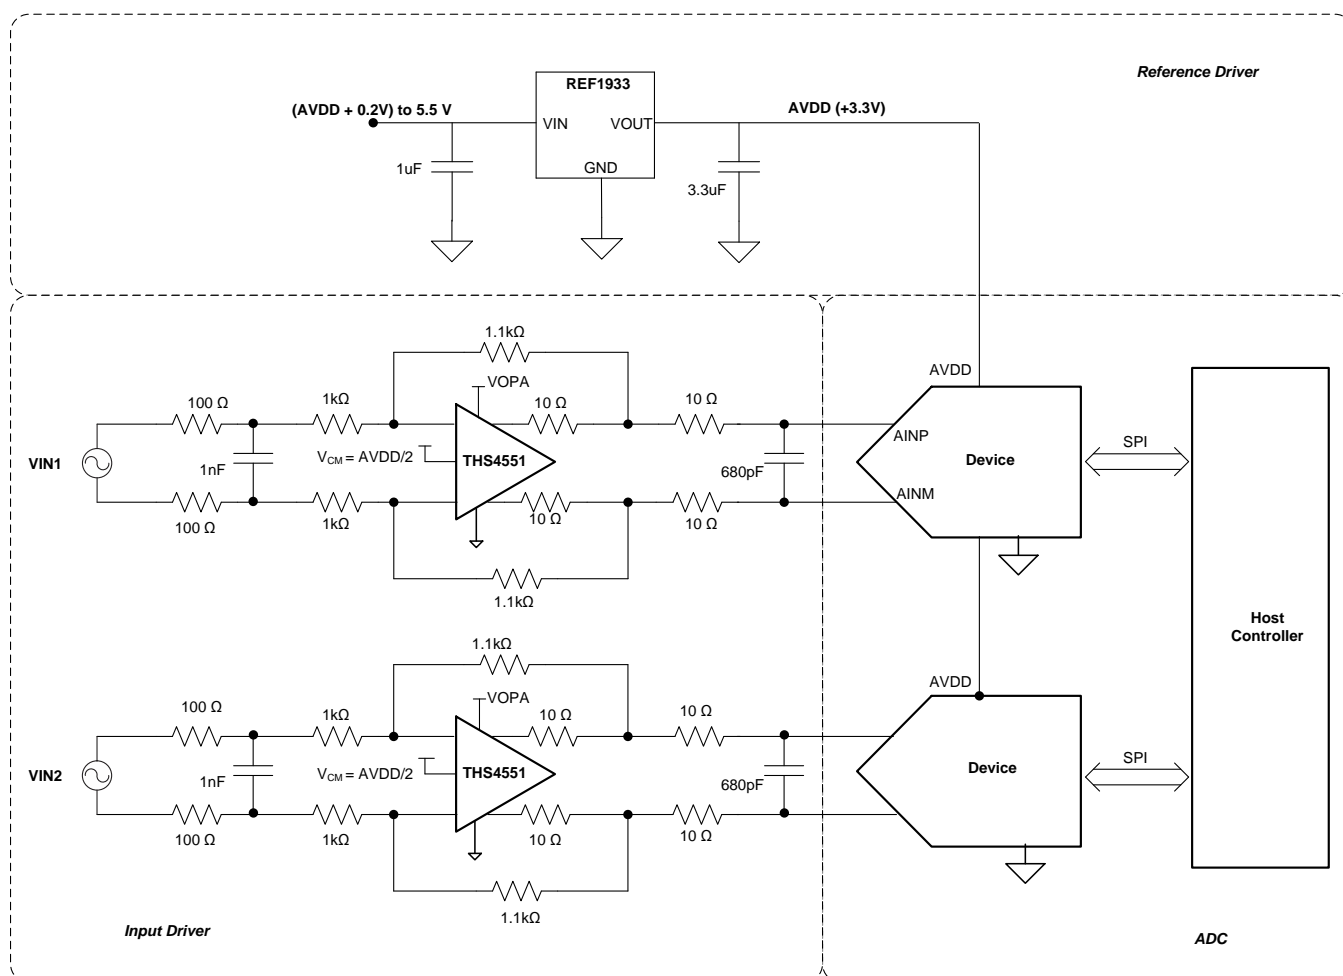 Reference Driver
REF1933
(AVDD + 0.2V) to 5.5 V
AVDD (+3.3V)
VIN
VOUT
GND
1uF
3.3uF
1.1kΩ
AVDD
VOPA
100 Ω
1kΩ
10 Ω
10 Ω
AINP
SPI
VIN1
1nF
VCM = AVDD/2
THS4551
680pF
Device
AINM
100 Ω
1kΩ
10 Ω
10 Ω
1.1kΩ
Host
Controller
1.1kΩ
AVDD
VOPA
100 Ω
1kΩ
10 Ω
10 Ω
SPI
VIN2
1nF
VCM = AVDD/2
THS4551
680pF
Device
100 Ω
1kΩ
10 Ω
10 Ω
1.1kΩ
Input Driver
ADC